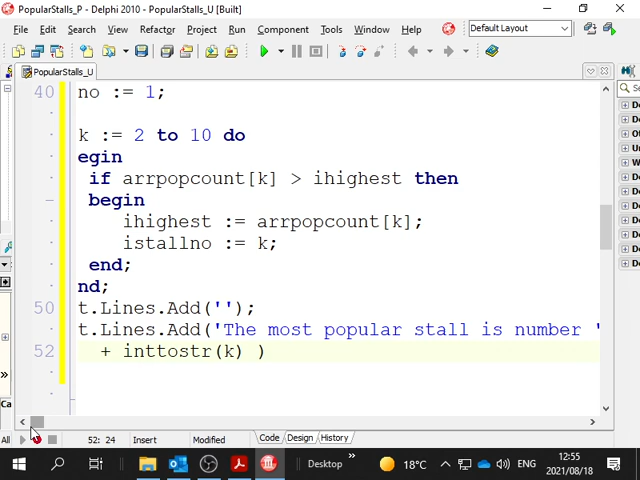 PopularStalls_P - Delphi 2010 - PopularStalls_U [Built]
File Edit Search View Refactor Project Run Component Tools Window Help Default Layout
PopularStalls_U
40 no := 1;
k := 2 to 10 do
egin
if arrpopcount[k] > ihighest then
begin
ihighest := arrpopcount[k];
istallno := k;
end;
nd;
50 t.Lines.Add('');
t.Lines.Add('The most popular stall is number '
52 + inttostr(k) )
All 52: 24 Insert Modified Code Design History
Desktop 18°C ENG 12:55
2021/08/18